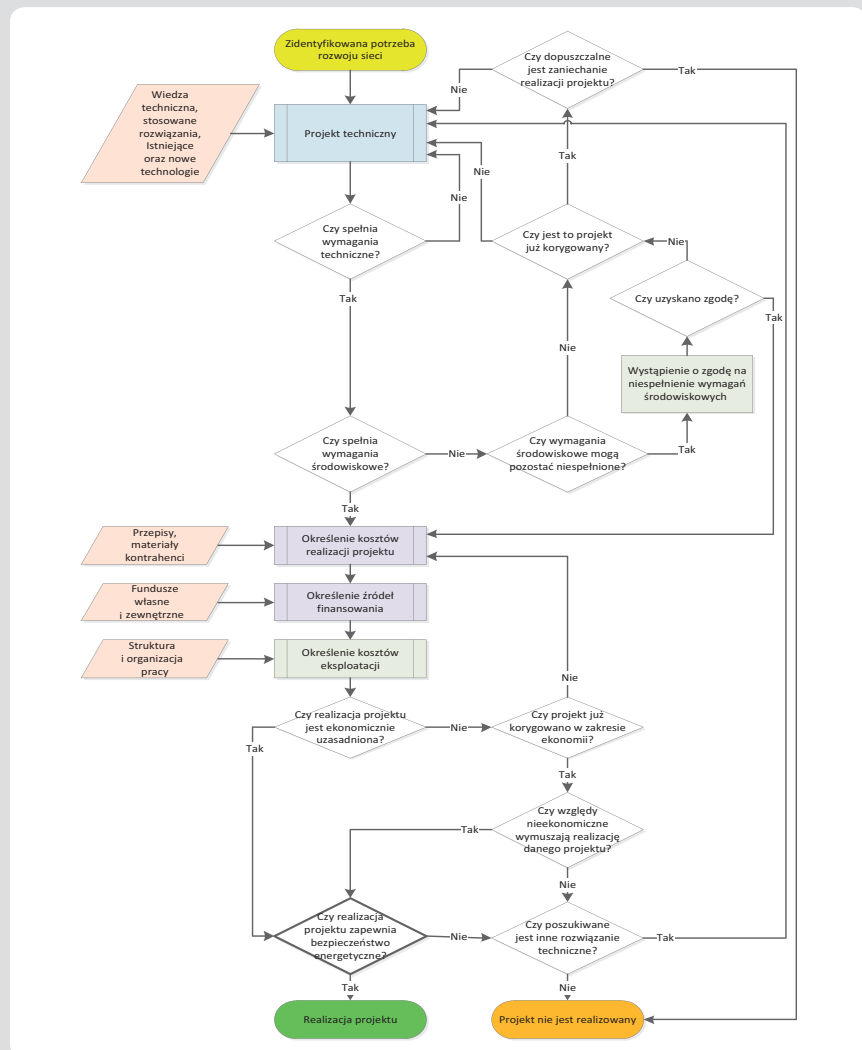 Zidentyfikowana potrzeba
rozwoju sieci
Czy dopuszczalne
jest zaniechanie
realizacji projektu?
Tak
Nie
Wiedza
techniczna,
stosowane
rozwiązania,
Istniejące
oraz nowe
technologie
Projekt techniczny
Tak
Nie
Nie
Czy spełnia
wymagania
techniczne?
Czy jest to projekt
już korygowany?
Nie
Tak
Czy uzyskano zgodę?
Tak
Nie
Wystąpienie o zgodę na
niespełnienie wymagań
środowiskowych
Czy spełnia
wymagania
środowiskowe?
Nie
Czy wymagania
środowiskowe mogą
pozostać niespełnione?
Tak
Tak
Przepisy,
materiały
kontrahenci
Określenie kosztów
realizacji projektu
Fundusze
własne
i zewnętrzne
Określenie źródeł
finansowania
Struktura
i organizacja
pracy
Określenie kosztów
eksploatacji
Nie
Czy realizacja projektu
jest ekonomicznie
uzasadniona?
Nie
Czy projekt już
korygowano w zakresie
ekonomii?
Tak
Tak
Czy względy
nieekonomiczne
wymuszają realizację
danego projektu?
Tak
Nie
Czy realizacja
projektu zapewnia
bezpieczeństwo
energetyczne?
Nie
Czy poszukiwane
jest inne rozwiązanie
techniczne?
Tak
Tak
Nie
Realizacja projektu
Projekt nie jest realizowany